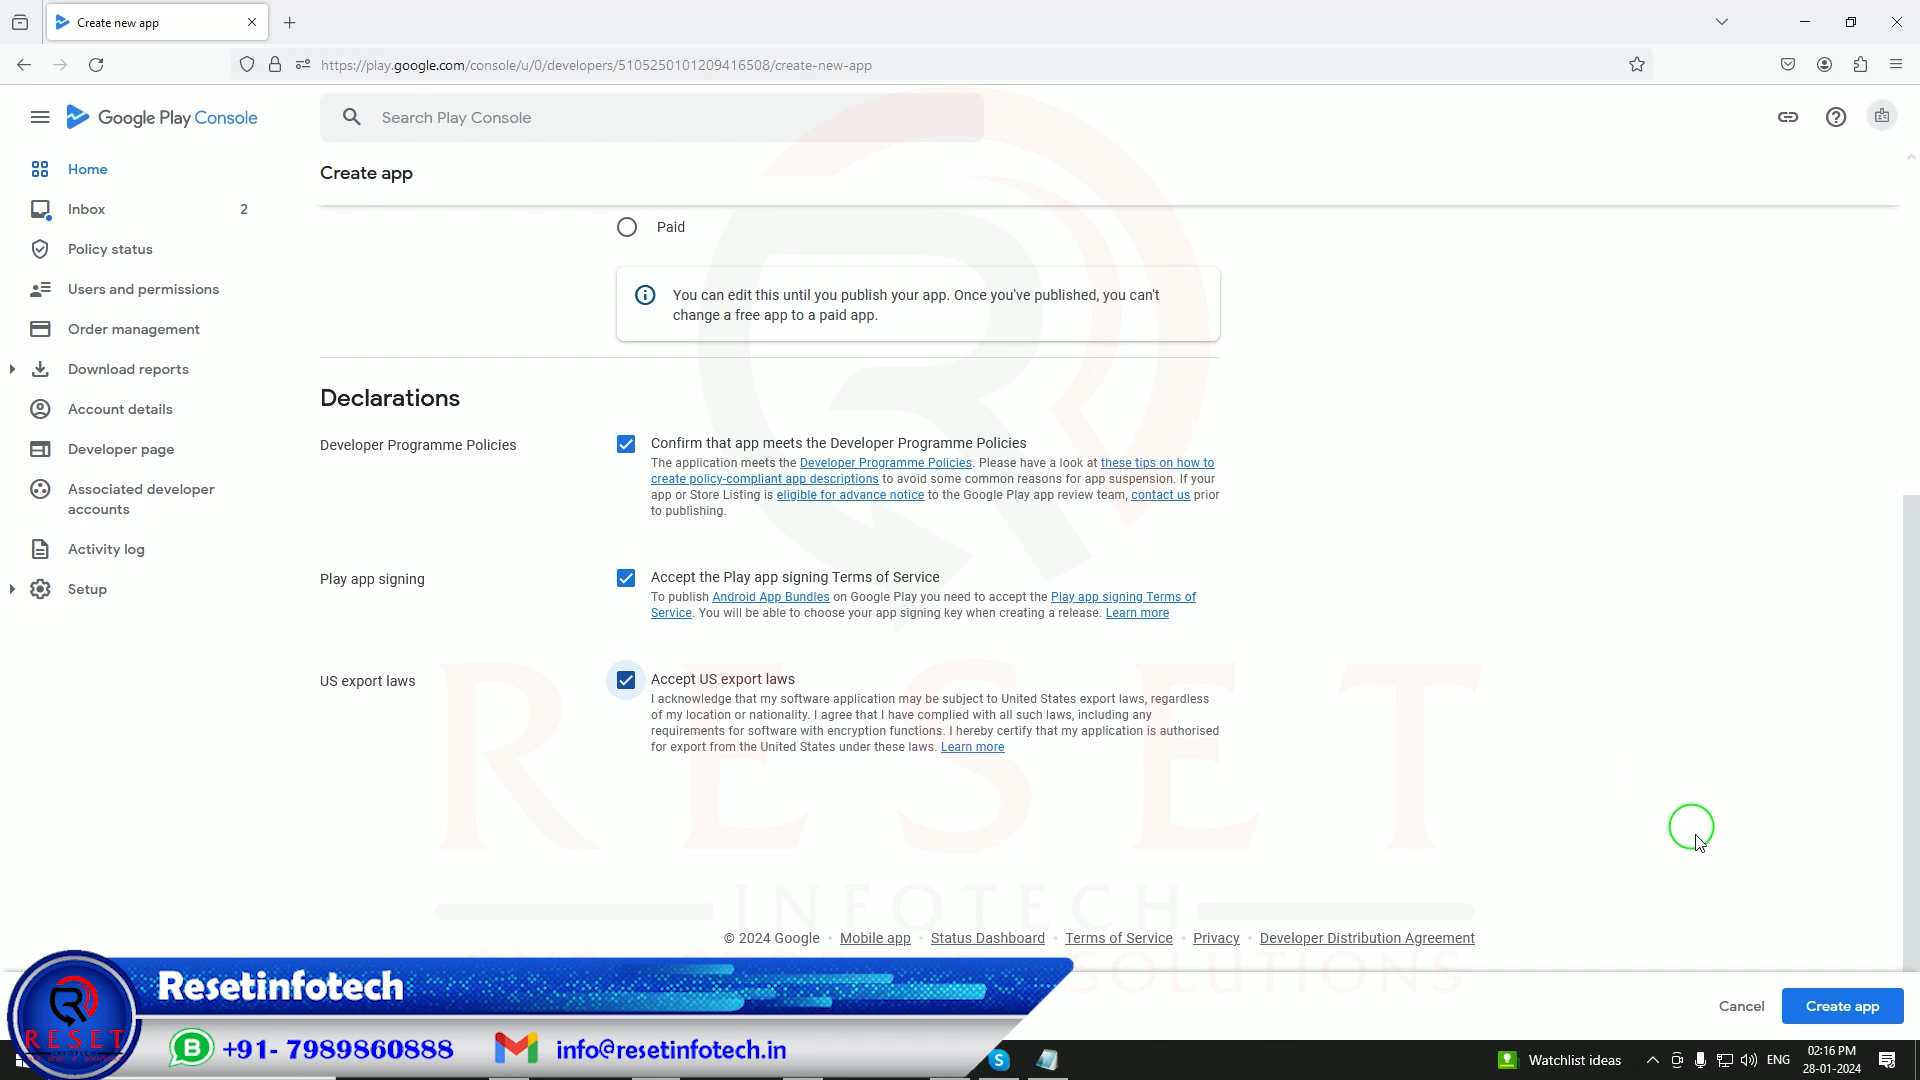 Create new app
https://play.google.com/console/u/0/developers/5105250101209416508/create-new-app
Google Play Console
Search Play Console
Home
Inbox 2
Policy status
Users and permissions
Order management
Download reports
Account details
Developer page
Associated developer
accounts
Activity log
Setup
Create app
Paid
You can edit this until you publish your app. Once you've published, you can't
change a free app to a paid app.
Declarations
Developer Programme Policies
Confirm that app meets the Developer Programme Policies
The application meets the Developer Programme Policies. Please have a look at these tips on how to
create policy-compliant app descriptions to avoid some common reasons for app suspension. If your
app or Store Listing is eligible for advance notice to the Google Play app review team, contact us prior
to publishing.
Play app signing
Accept the Play app signing Terms of Service
To publish Android App Bundles on Google Play you need to accept the Play app signing Terms of
Service. You will be able to choose your app signing key when creating a release. Learn more
US export laws
Accept US export laws
I acknowledge that my software application may be subject to United States export laws, regardless
of my location or nationality. I agree that I have complied with all such laws, including any
requirements for software with encryption functions. I hereby certify that my application is authorised
for export from the United States under these laws. Learn more
RESET
INFOTECH
SOLUTIONS
© 2024 Google · Mobile app · Status Dashboard · Terms of Service · Privacy · Developer Distribution Agreement
Cancel
Create app
Resetinfotech
RESET
+91- 7989860888
info@resetinfotech.in
Watchlist ideas
ENG
02:16 PM
28-01-2024